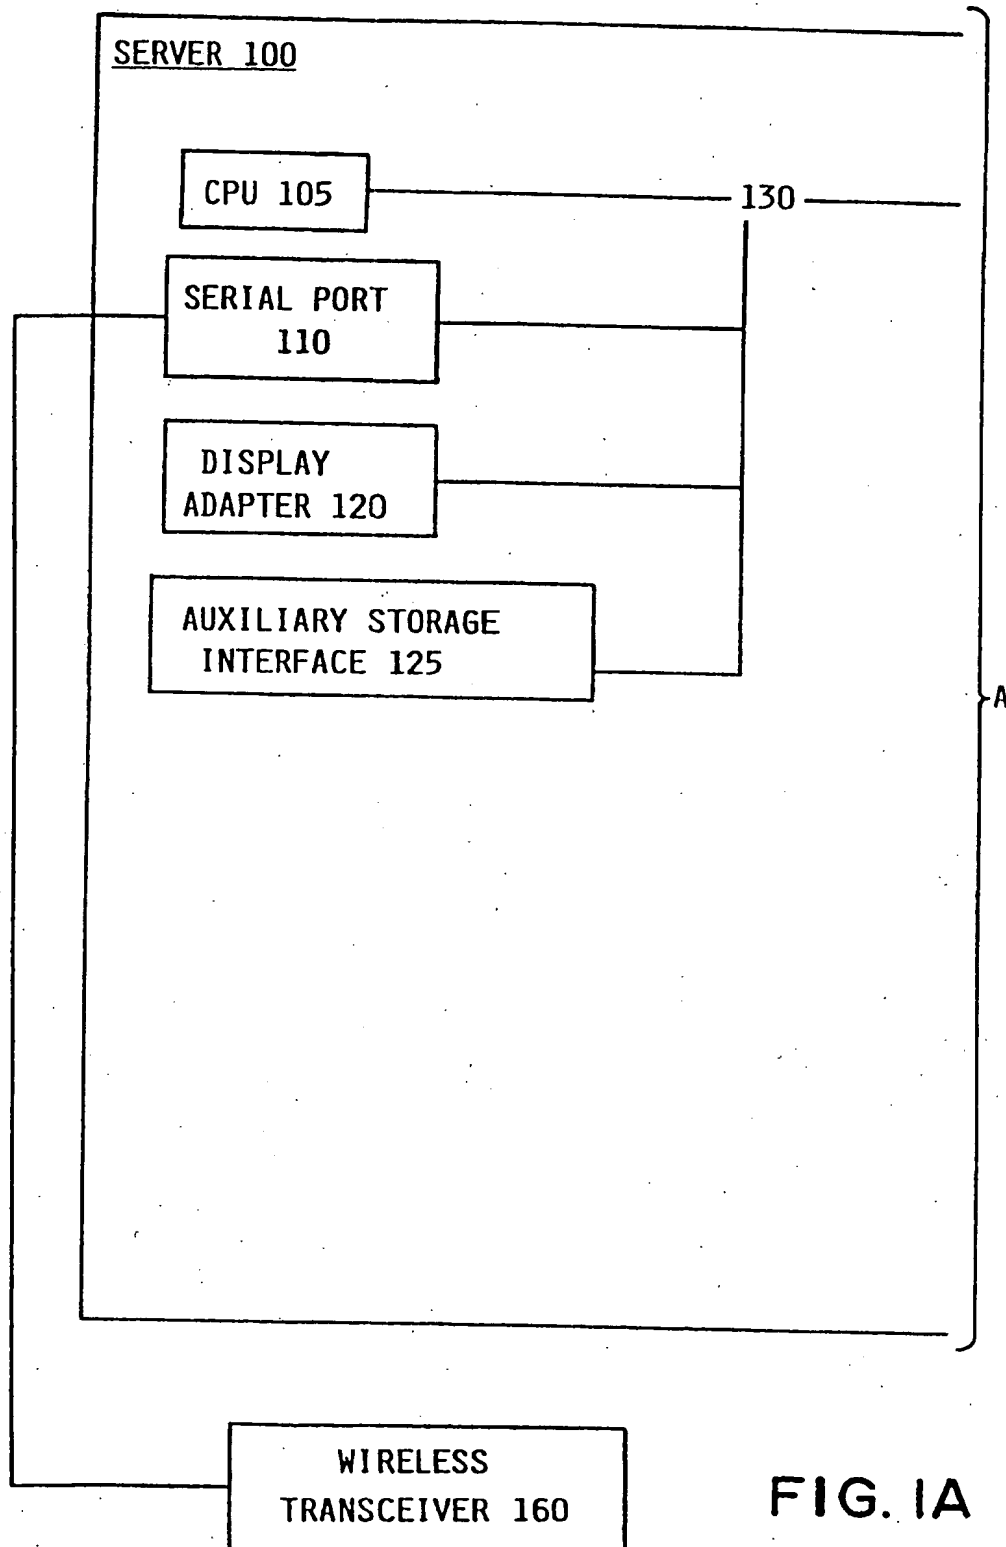 SERVER 100
CPU 105
130
SERIAL PORT
110
DISPLAY
ADAPTER 120
AUXILIARY STORAGE
INTERFACE 125
A
WIRELESS
TRANSCEIVER 160
FIG. 1A